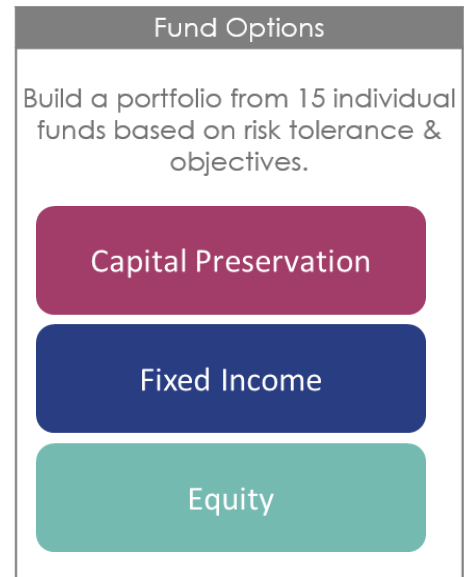 Fund Options
Build a portfolio from 15 individual
funds based on risk tolerance &
objectives.
Capital Preservation
Fixed Income
Equity